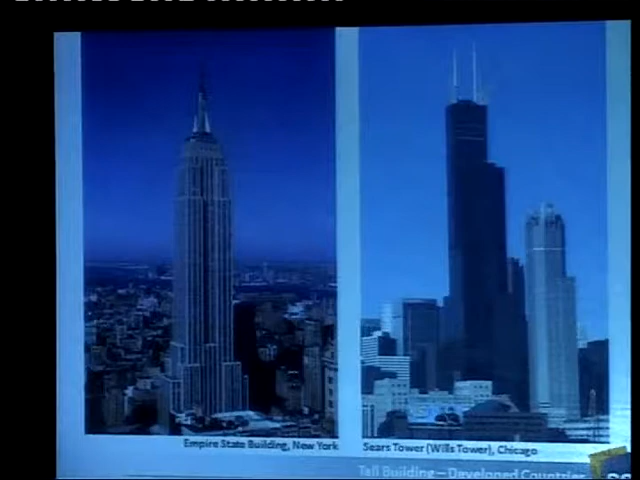 Empire State Building, New York
Sears Tower (Wills Tower), Chicago
Tall Building – Developed Countries